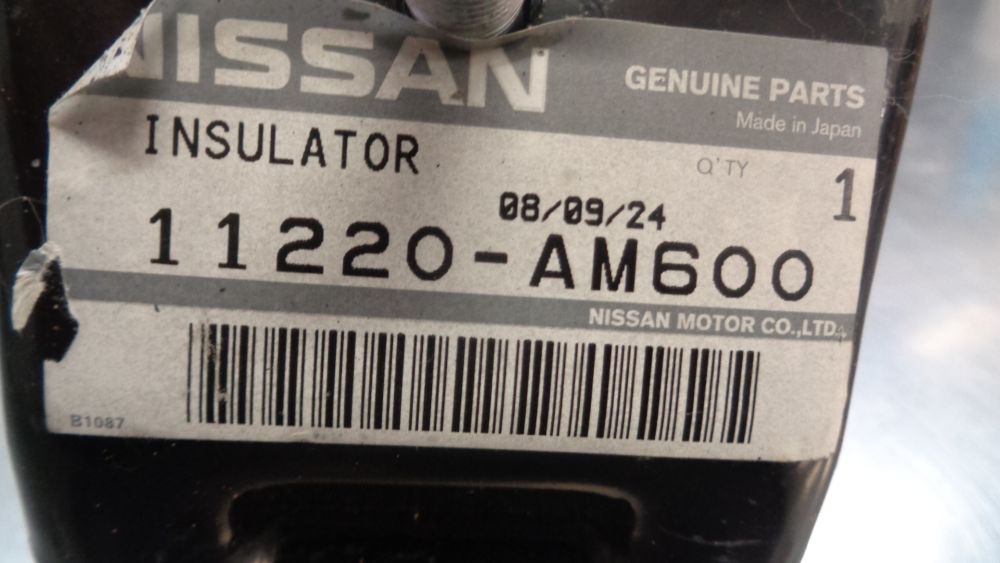 NISSAN
GENUINE PARTS
Made in Japan
INSULATOR
Q'TY
1
08/09/24
11220-AM600
NISSAN MOTOR CO.,LTD.
B1087